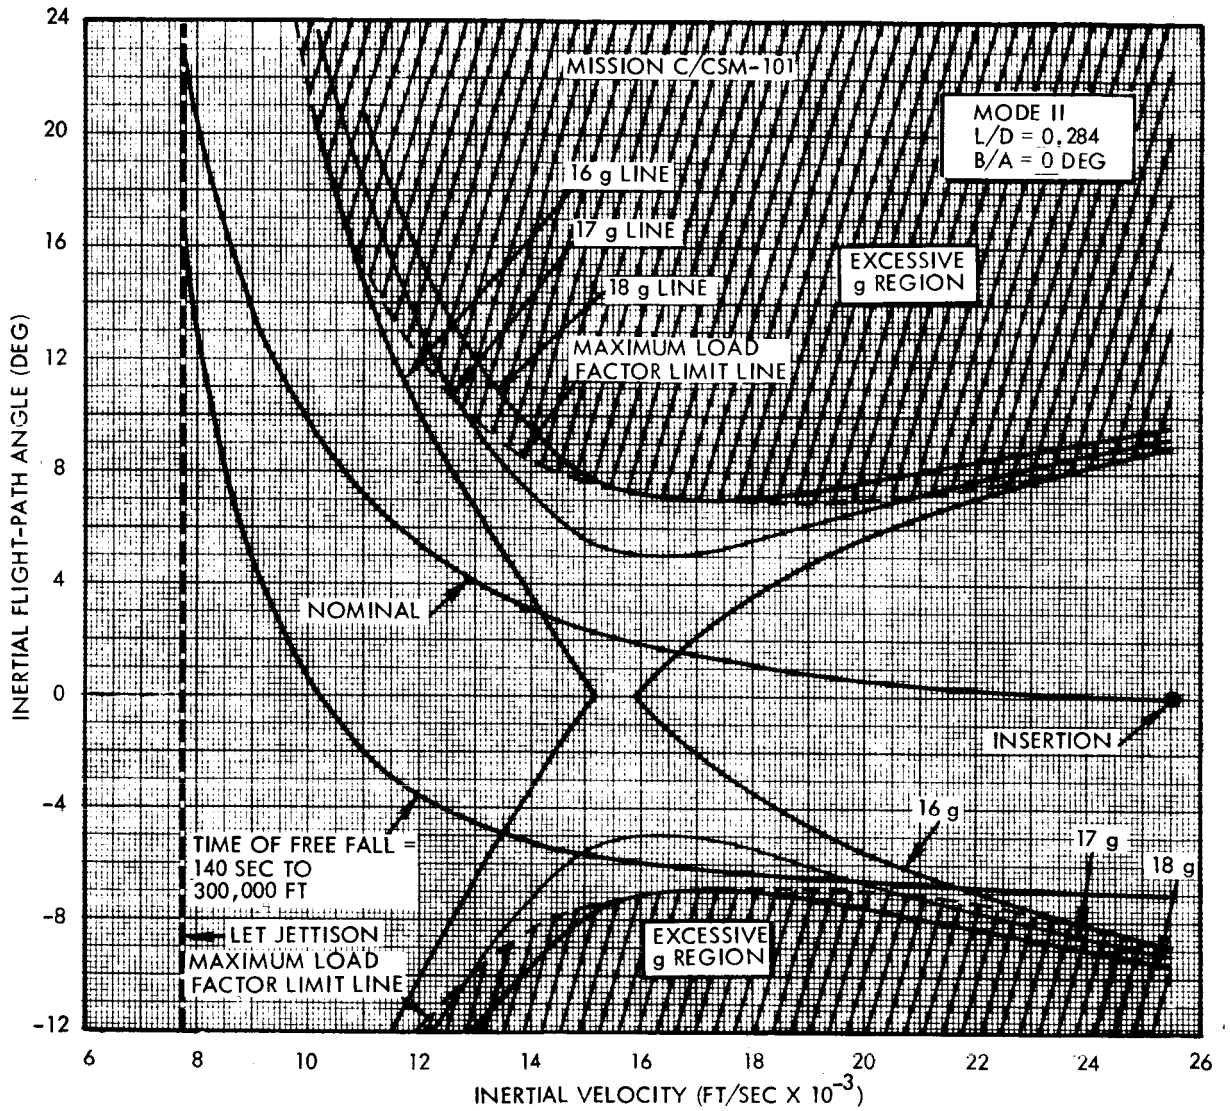 24
20
16
12
8
4
0
-4
-8
-12
INERTIAL FLIGHT-PATH ANGLE (DEG)
MISSION C/CSM-101
MODE II
L/D = 0.284
B/A = 0 DEG
16 g LINE
17 g LINE
18 g LINE
EXCESSIVE
g REGION
MAXIMUM LOAD
FACTOR LIMIT LINE
NOMINAL
INSERTION
16 g
17 g
18 g
TIME OF FREE FALL =
140 SEC TO
300,000 FT
LET JETTISON
MAXIMUM LOAD
FACTOR LIMIT LINE
EXCESSIVE
g REGION
6 8 10 12 14 16 18 20 22 24 26
INERTIAL VELOCITY (FT/SEC X 10⁻³)